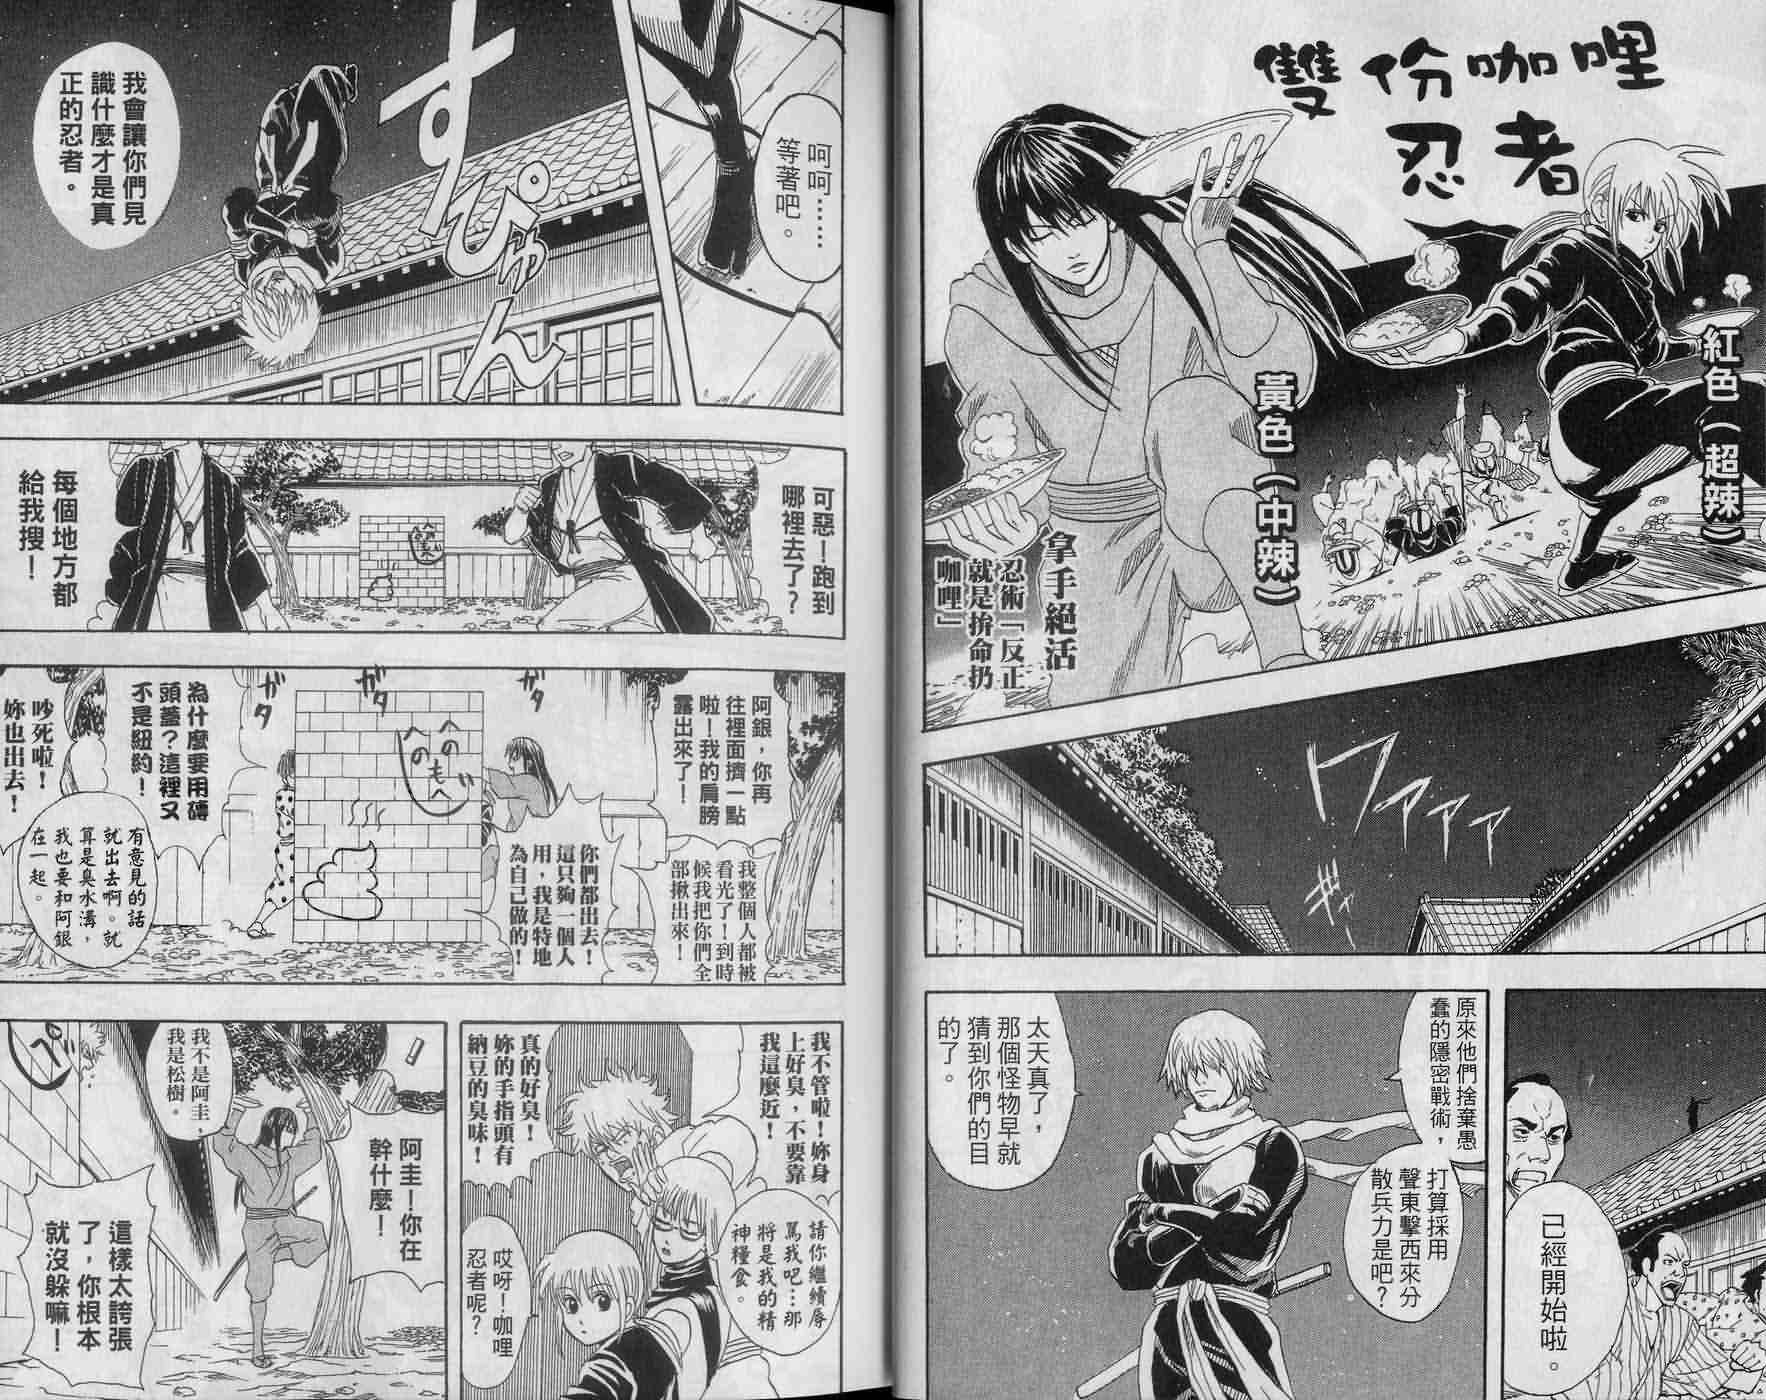 雙份咖哩
忍者
紅色（超辣）
黃色（中辣）
拿手絕活
忍術「反正
就是拚命扔
咖哩」
ワァァァァ
ギャァ
已經開始啦。
原來他們捨棄愚
蠢的隱密戰術，
打算採用
聲東擊西來分
散兵力是吧？
太天真了，
那個怪物早就
猜到你們的目
的了。
呵呵……
等著吧。
すぴゅん
我會讓你們見
識什麼才是真
正的忍者。
可惡！跑到
哪裡去了？
每個地方都
給我搜！
阿銀，你再
往裡面擠一點
啦！我的肩膀
露出來了！
我整個人都被
看光了！到時
候我把你們全
部揪出來！
你們都出去！
這只夠一個人
用，我是特地
為自己做的！
ガタ
ガタ
為什麼要用磚
頭蓋？這裡又
不是紐約！
有意見的話
就出去啊。就
算是臭水溝，
我也要和阿銀
在一起。
吵死啦！
妳也出去！
我不管啦！妳身
上好臭，不要靠
我這麼近！
請你繼續辱
罵我吧…那
將是我的精
神糧食。
真的好臭！
妳的手指頭有
納豆的臭味！
哎呀！咖哩
忍者呢？
！
阿圭！你在
幹什麼！
我不是阿圭，
我是松樹。
這樣太誇張
了，你根本
就沒躲嘛！